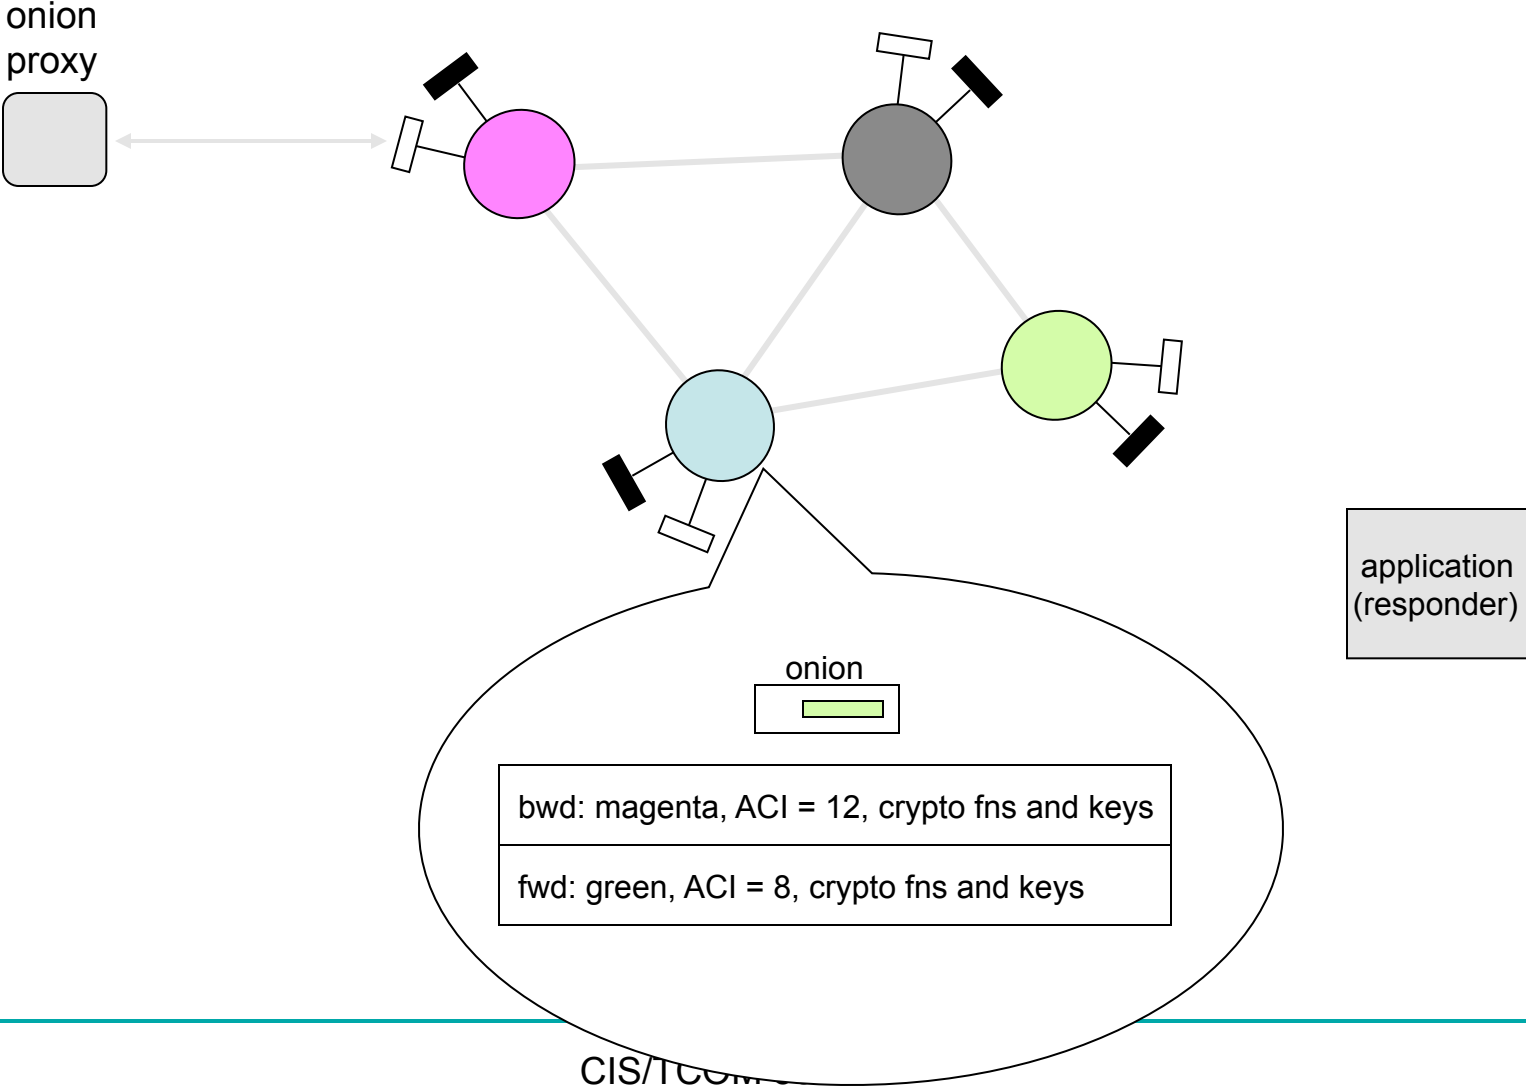 onion
proxy
application
(responder)
onion
bwd: magenta, ACI = 12, crypto fns and keys
fwd: green, ACI = 8, crypto fns and keys
CIS/TCOM